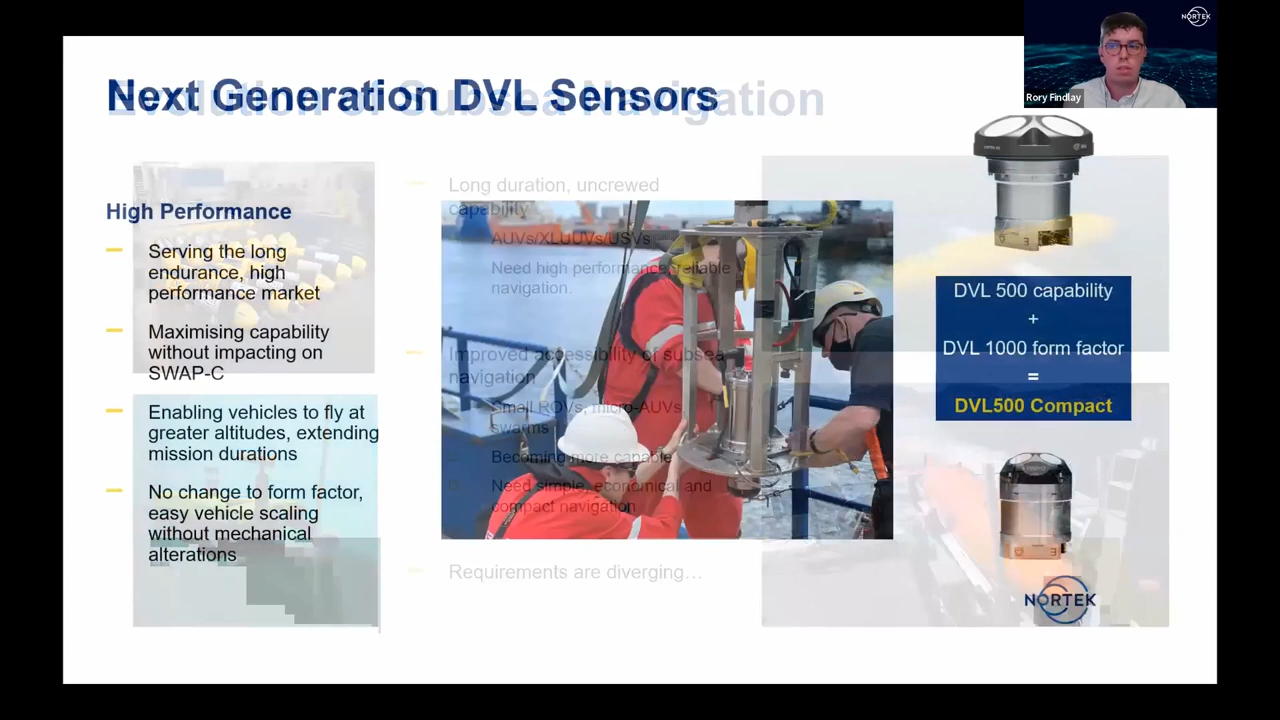 NORTEK
Rory Findlay
Next Generation DVL Sensors
Evolution of Subsea Navigation
High Performance
Serving the long
endurance, high
performance market
Maximising capability
without impacting on
SWAP-C
Enabling vehicles to fly at
greater altitudes, extending
mission durations
No change to form factor,
easy vehicle scaling
without mechanical
alterations
Long duration, uncrewed
capability
AUVs/XLUUVs/USVs
Need high performance, reliable
navigation.
Improved accessibility of subsea
navigation
Small ROVs, micro-AUVs,
swarms
Becoming more capable
Need simple, economical and
compact navigation
Requirements are diverging…
DVL 500 capability
+
DVL 1000 form factor
=
DVL500 Compact
NORTEK